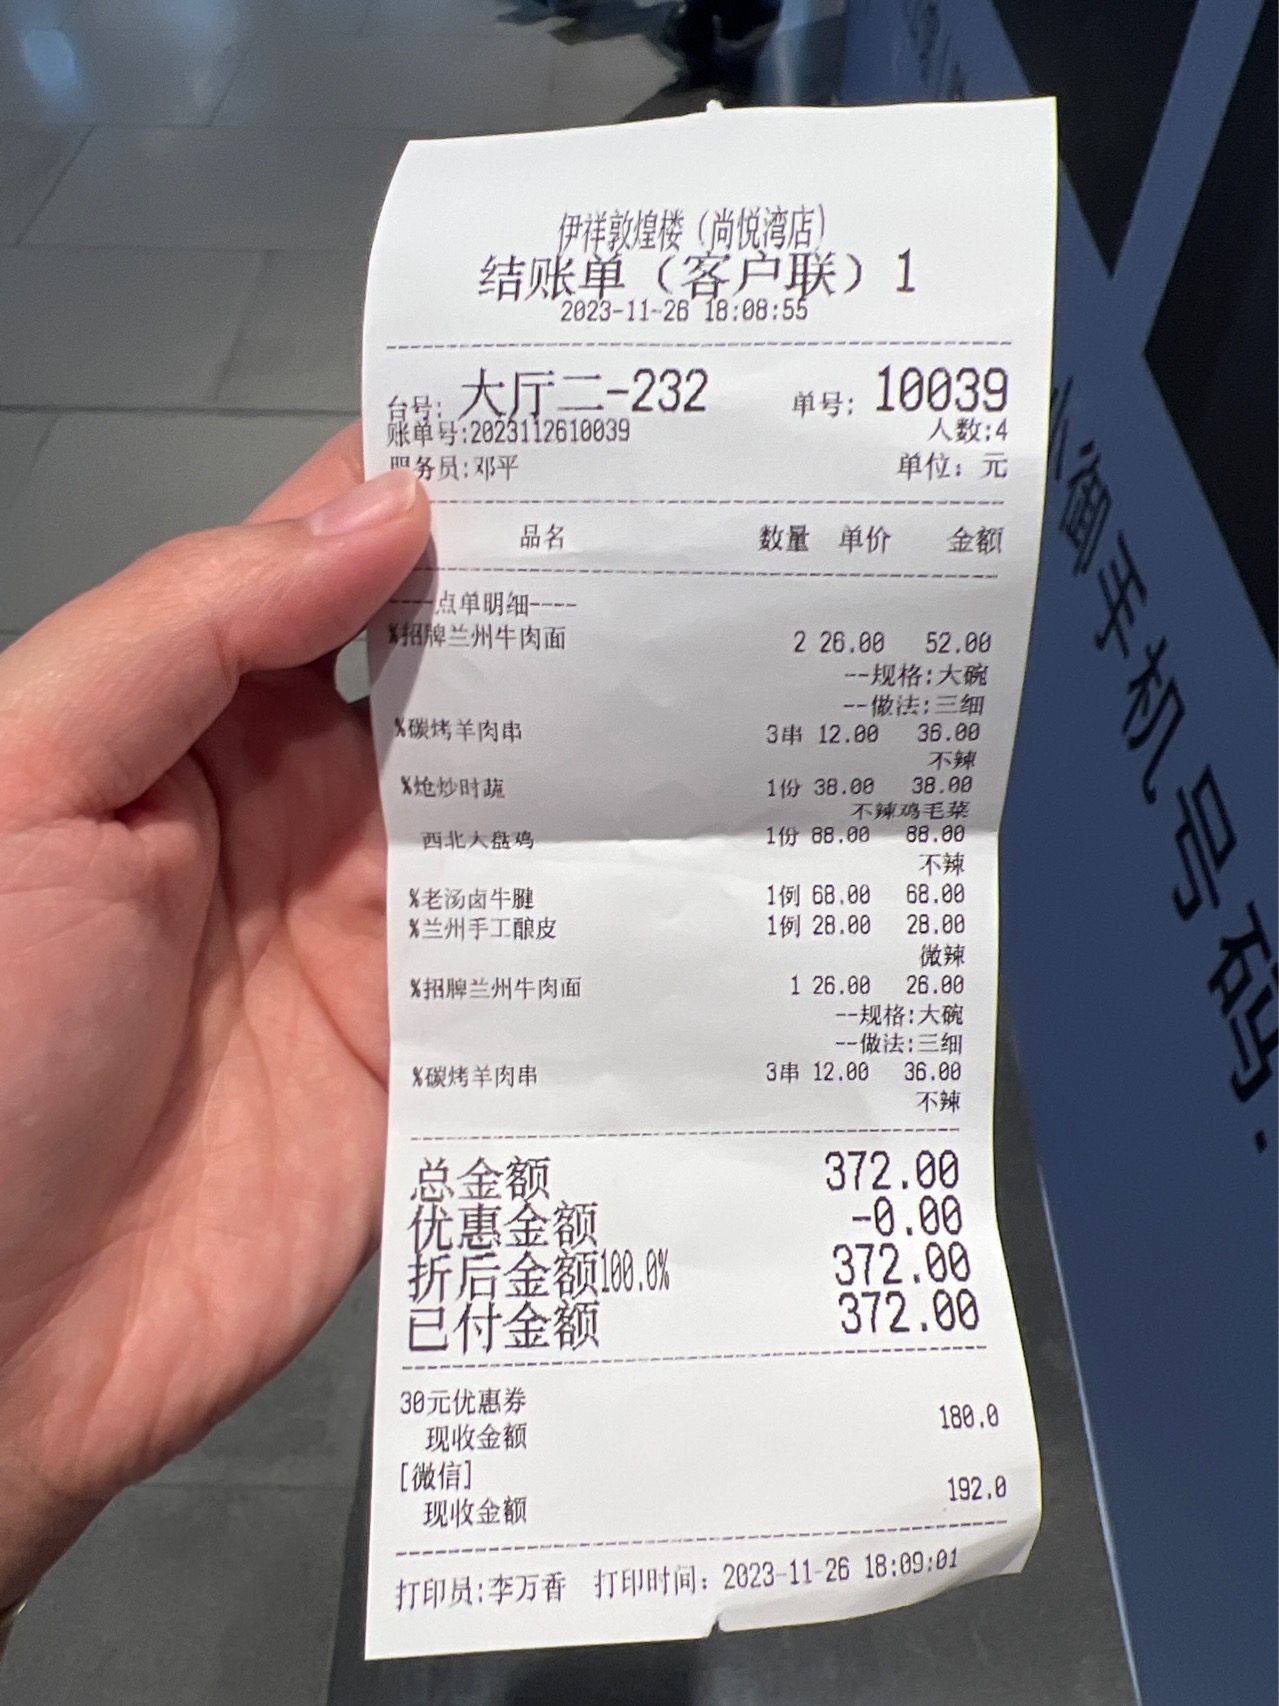 伊祥敦煌楼（尚悦湾店）
结账单（客户联）1
2023-11-26 18:08:55
台号: 大厅二-232 单号: 10039
账单号:2023112610039 人数:4
服务员:邓平 单位: 元
品名 数量 单价 金额
----点单明细----
%招牌兰州牛肉面 2 26.00 52.00
--规格:大碗
--做法:三细
%碳烤羊肉串 3串 12.00 36.00
不辣
%炝炒时蔬 1份 38.00 38.00
不辣鸡毛菜
西北大盘鸡 1份 88.00 88.00
不辣
%老汤卤牛腱 1例 68.00 68.00
%兰州手工酿皮 1例 28.00 28.00
微辣
%招牌兰州牛肉面 1 26.00 26.00
--规格:大碗
--做法:三细
%碳烤羊肉串 3串 12.00 36.00
不辣
总金额 372.00
优惠金额 -0.00
折后金额100.0% 372.00
已付金额 372.00
30元优惠券
现收金额 180.0
[微信]
现收金额 192.0
打印员:李万香 打印时间: 2023-11-26 18:09:01
手机号码.